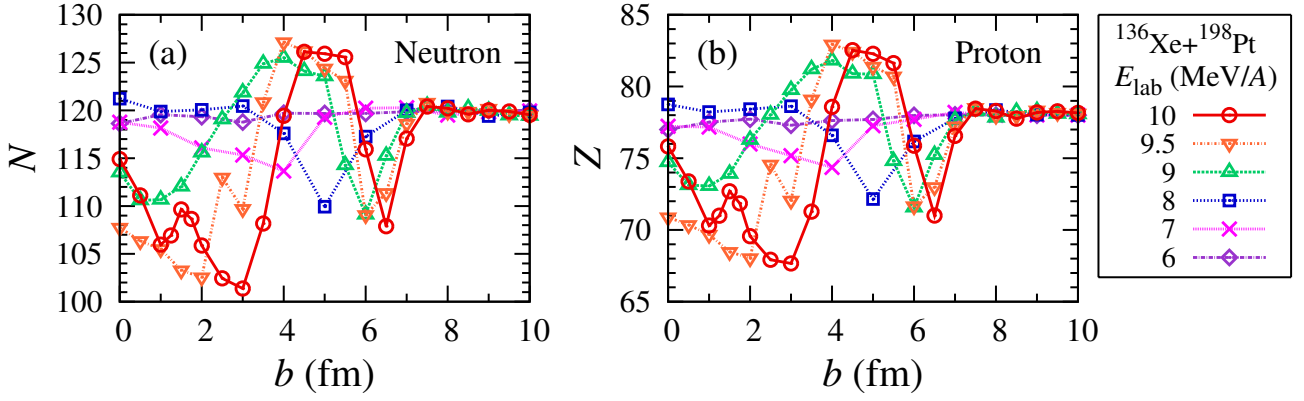 (a) Neutron
N
130
125
120
115
110
105
100
0 2 4 6 8 10
b (fm)
(b) Proton
Z
85
80
75
70
65
0 2 4 6 8 10
b (fm)
¹³⁶Xe+¹⁹⁸Pt
E_lab (MeV/A)
10
9.5
9
8
7
6